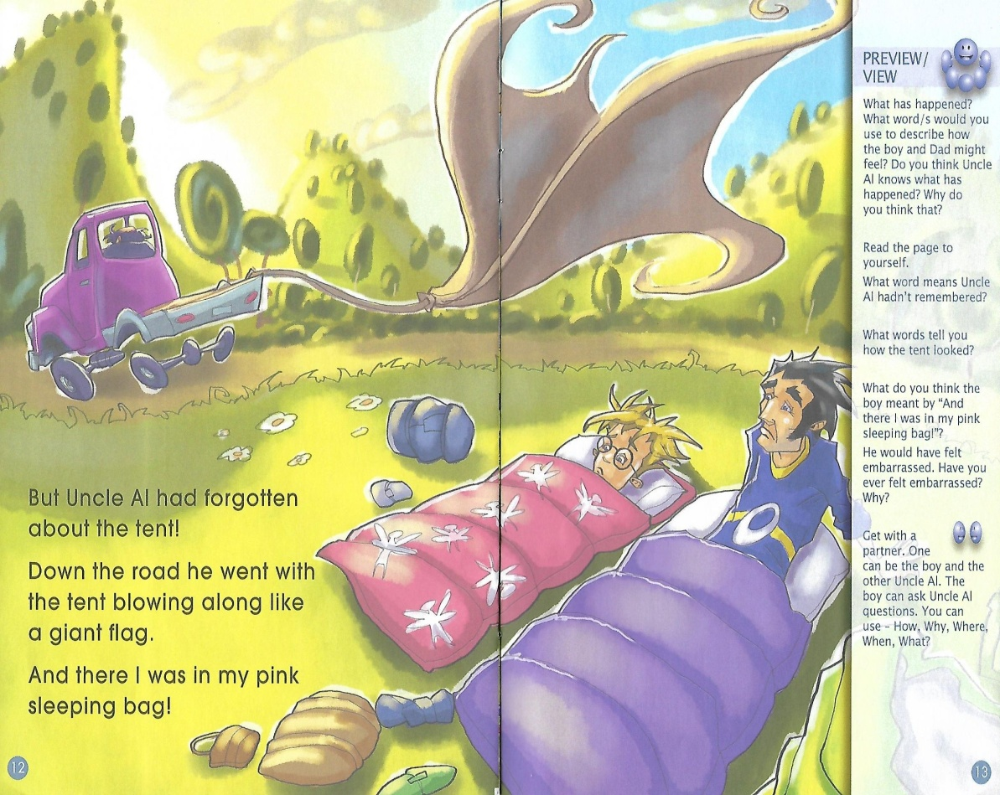 But Uncle Al had forgotten
about the tent!
Down the road he went with
the tent blowing along like
a giant flag.
And there I was in my pink
sleeping bag!
12
PREVIEW/
VIEW
What has happened?
What word/s would you
use to describe how
the boy and Dad might
feel? Do you think Uncle
Al knows what has
happened? Why do
you think that?
Read the page to
yourself.
What word means Uncle
Al hadn't remembered?
What words tell you
how the tent looked?
What do you think the
boy meant by "And
there I was in my pink
sleeping bag!"?
He would have felt
embarrassed. Have you
ever felt embarrassed?
Why?
Get with a
partner. One
can be the boy and the
other Uncle Al. The
boy can ask Uncle Al
questions. You can
use – How, Why, Where,
When, What?
13